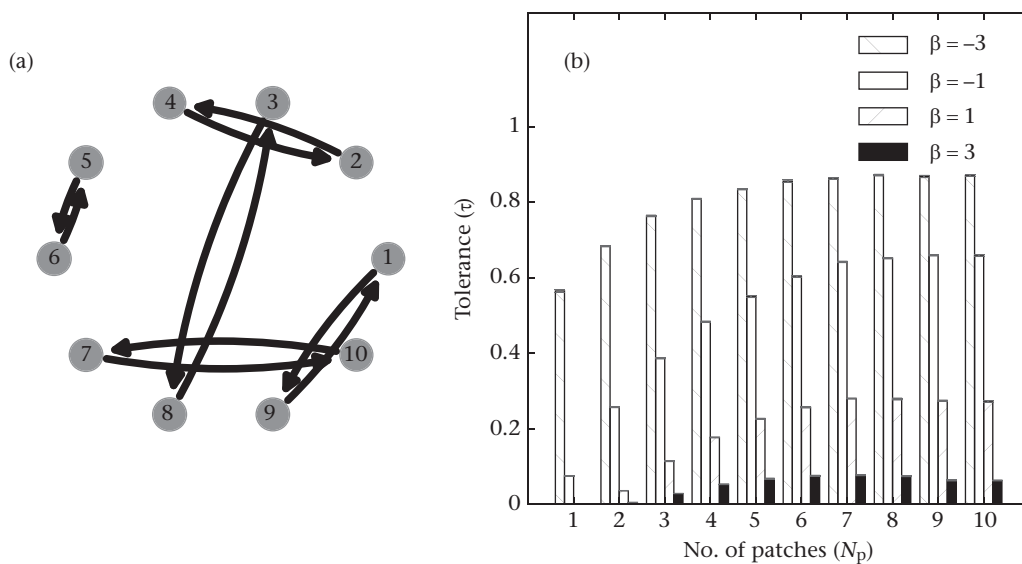 (a)
4
3
2
5
6
1
7
10
8
9
(b)
β = –3
β = –1
β = 1
β = 3
1
0.8
0.6
0.4
0.2
0
Tolerance (τ)
1 2 3 4 5 6 7 8 9 10
No. of patches (Np)